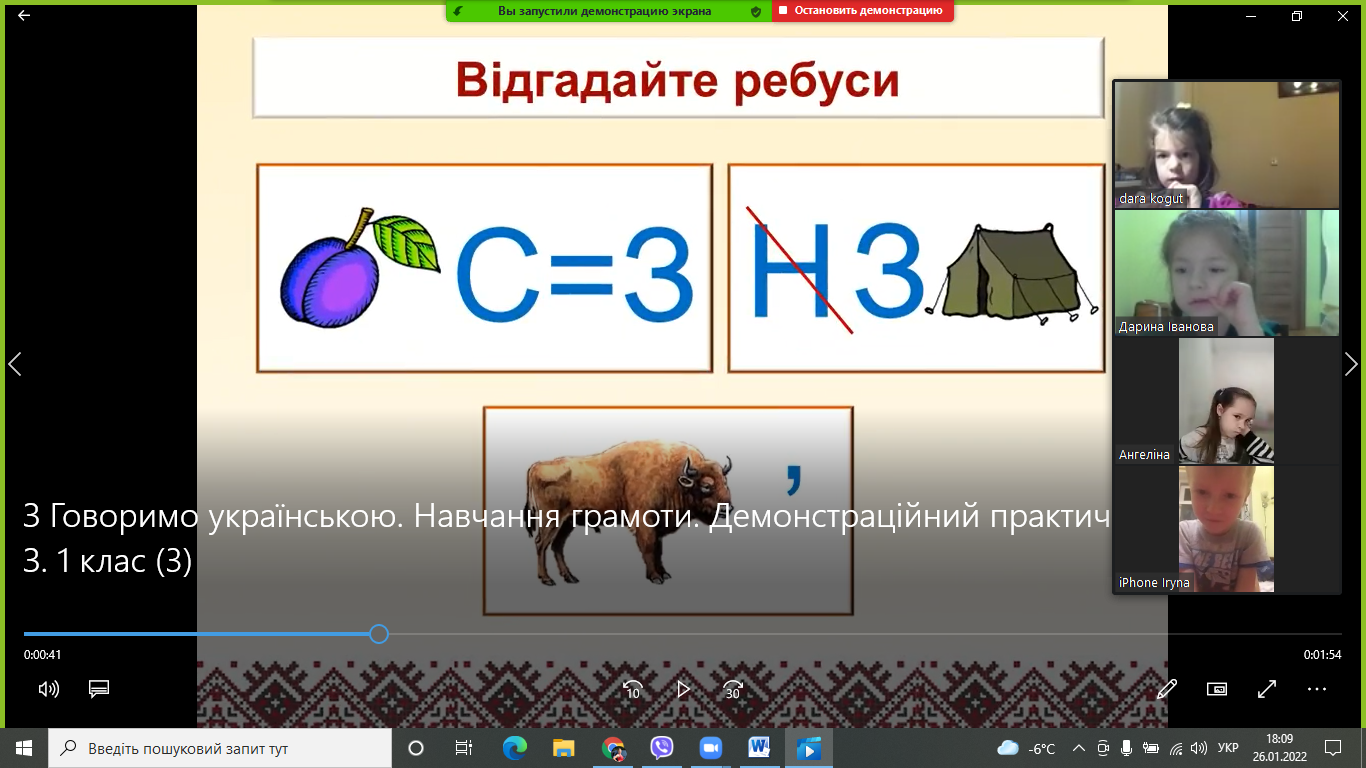 Вы запустили демонстрацию экрана
Остановить демонстрацию
Відгадайте ребуси
С=З
Н З
,
dara kogut
Дарина Іванова
Ангеліна
iPhone Iryna
3 Говоримо українською. Навчання грамоти. Демонстраційний практич
З. 1 клас (3)
0:00:41
0:01:54
10
30
Введіть пошуковий запит тут
-6°C
УКР
18:09
26.01.2022